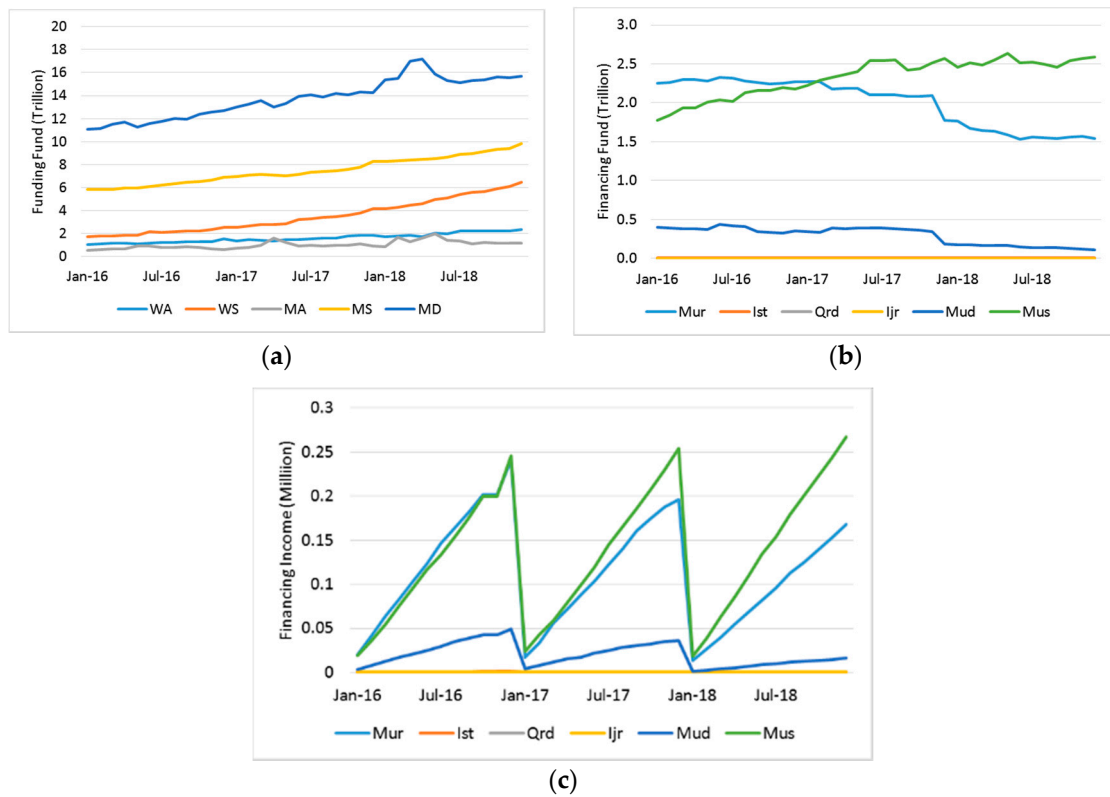 20
18
16
14
12
10
8
6
4
2
0
Funding Fund (Trillion)
Jan-16 Jul-16 Jan-17 Jul-17 Jan-18 Jul-18
WA WS MA MS MD
(a)
3.0
2.5
2.0
1.5
1.0
0.5
0.0
Financing Fund (Trillion)
Jan-16 Jul-16 Jan-17 Jul-17 Jan-18 Jul-18
Mur Ist Qrd Ijr Mud Mus
(b)
0.3
0.25
0.2
0.15
0.1
0.05
0
Financing Income (Milliion)
Jan-16 Jul-16 Jan-17 Jul-17 Jan-18 Jul-18
Mur Ist Qrd Ijr Mud Mus
(c)